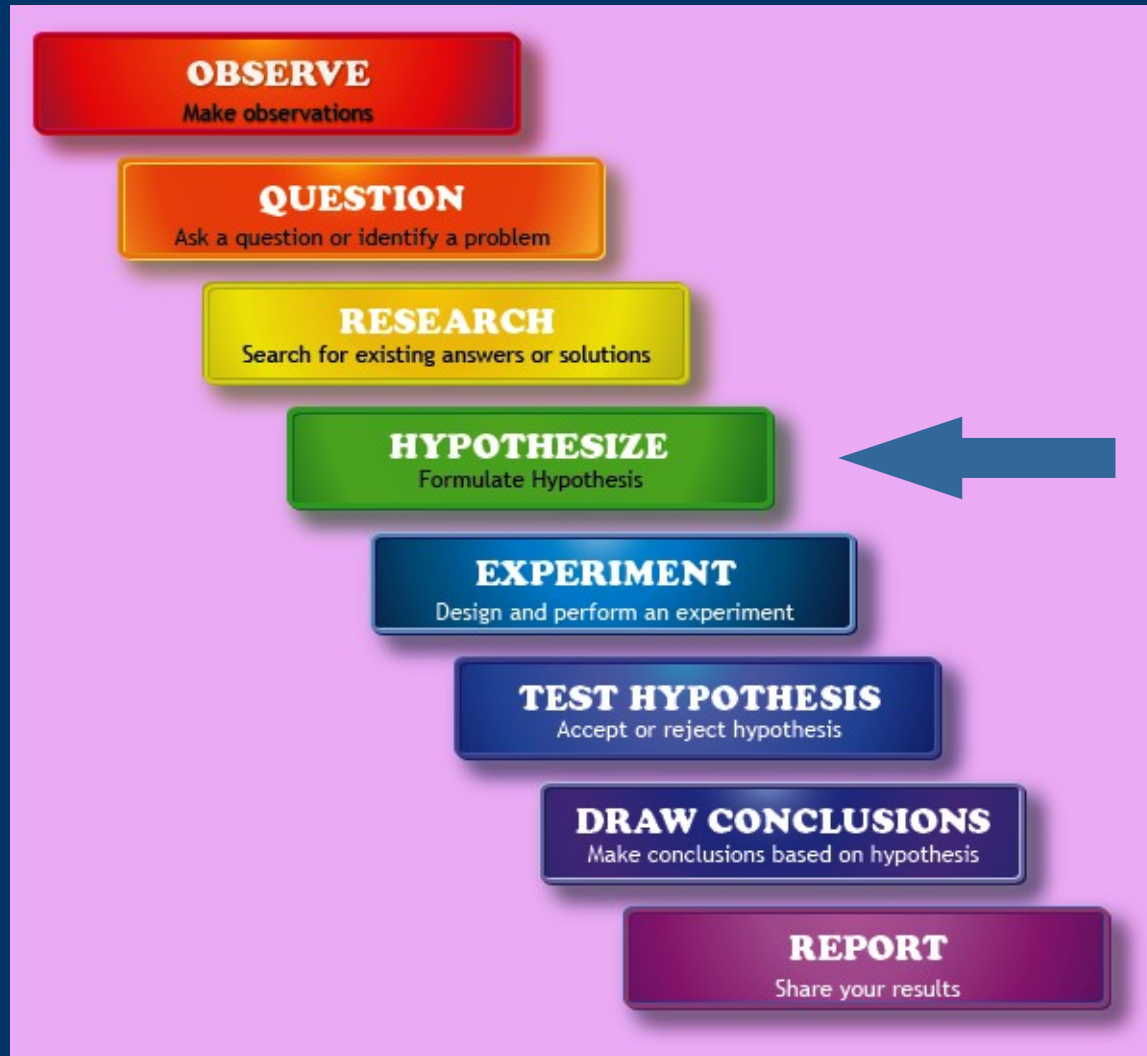 OBSERVE
Make observations
QUESTION
Ask a question or identify a problem
RESEARCH
Search for existing answers or solutions
HYPOTHESIZE
Formulate Hypothesis
EXPERIMENT
Design and perform an experiment
TEST HYPOTHESIS
Accept or reject hypothesis
DRAW CONCLUSIONS
Make conclusions based on hypothesis
REPORT
Share your results